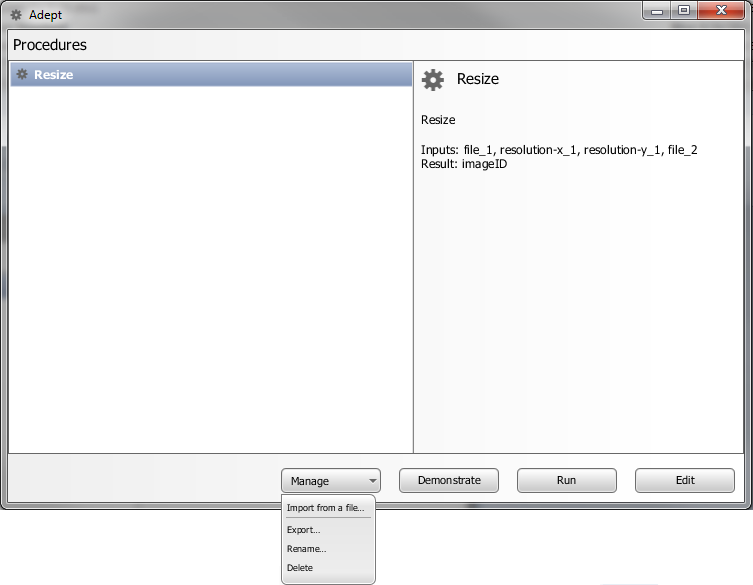 Adept
Procedures
Resize
Resize
Resize
Inputs: file_1, resolution-x_1, resolution-y_1, file_2
Result: imageID
Manage
Demonstrate
Run
Edit
Import from a file...
Export...
Rename...
Delete